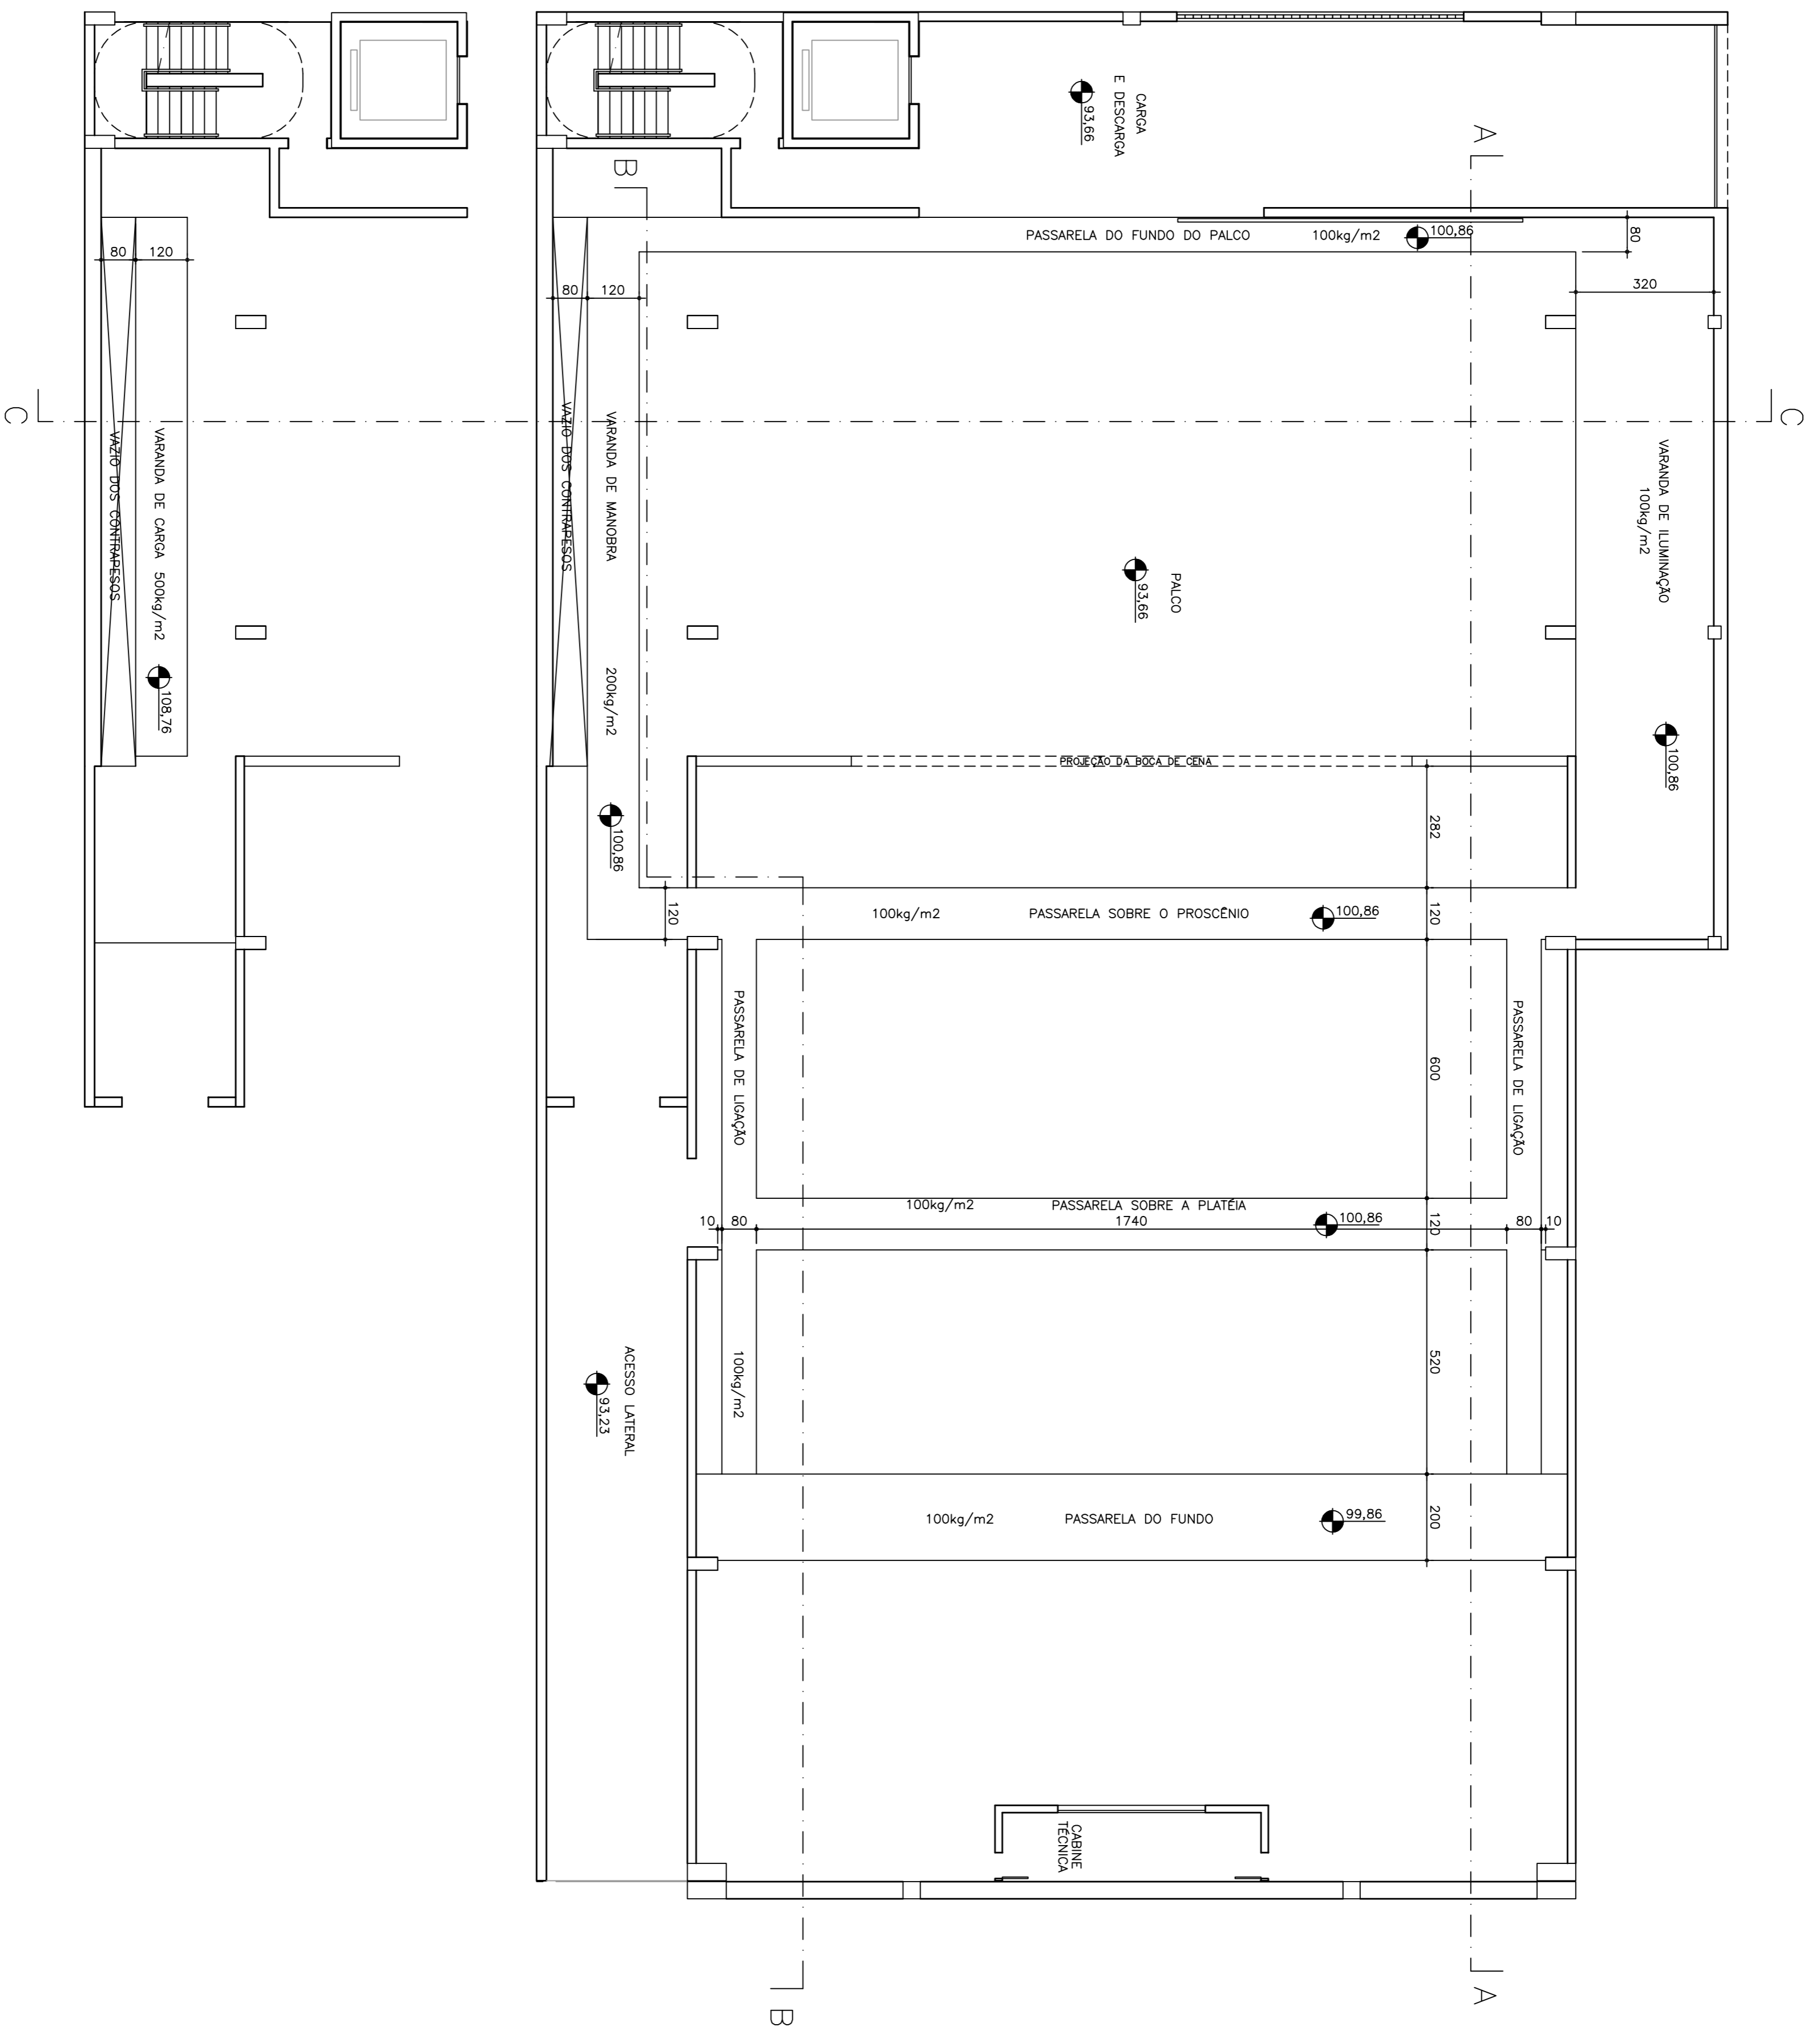 CARGA
E DESCARGA
93,66
A
B
PASSARELA DO FUNDO DO PALCO 100kg/m2 100,86
80
80 120
320
80 120
C
C
VAZIO DOS CONTRAPESOS
VARANDA DE CARGA 500kg/m2
108,76
VAZIO DOS CONTRAPESOS
VARANDA DE MANOBRA 200kg/m2
100,86
PALCO
93,66
VARANDA DE ILUMINAÇÃO
100kg/m2
100,86
PROJEÇÃO DA BOCA DE CENA
282
120
100kg/m2 PASSARELA SOBRE O PROSCÊNIO 100,86
120
PASSARELA DE LIGAÇÃO
600
PASSARELA DE LIGAÇÃO
100kg/m2 PASSARELA SOBRE A PLATÉIA 100,86
120
10 80 1740 80 10
ACESSO LATERAL
93,23
100kg/m2
520
100kg/m2 PASSARELA DO FUNDO 99,86
200
CABINE
TÉCNICA
A
B